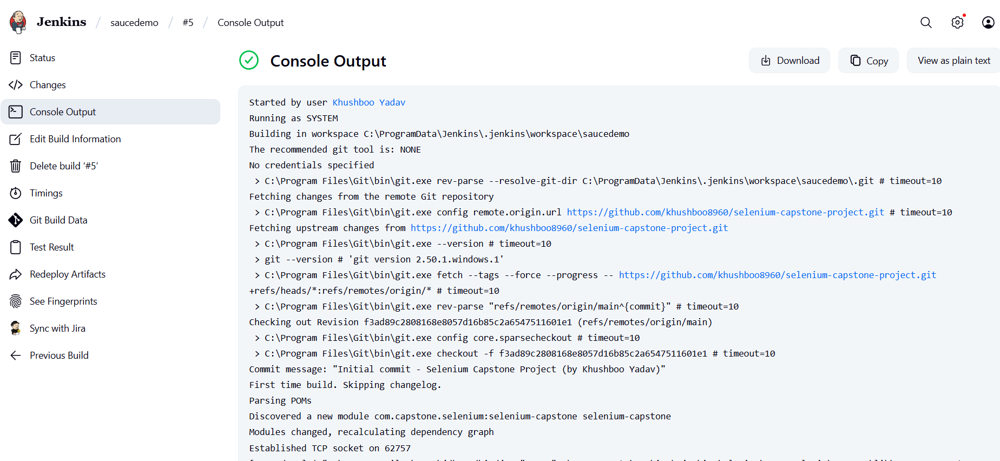 Jenkins / saucedemo / #5 / Console Output
Status
Changes
Console Output
Edit Build Information
Delete build ‘#5’
Timings
Git Build Data
Test Result
Redeploy Artifacts
See Fingerprints
Sync with Jira
Previous Build
Console Output
Download
Copy
View as plain text
Started by user Khushboo Yadav
Running as SYSTEM
Building in workspace C:\ProgramData\Jenkins\.jenkins\workspace\saucedemo
The recommended git tool is: NONE
No credentials specified
> C:\Program Files\Git\bin\git.exe rev-parse --resolve-git-dir C:\ProgramData\Jenkins\.jenkins\workspace\saucedemo\.git # timeout=10
Fetching changes from the remote Git repository
> C:\Program Files\Git\bin\git.exe config remote.origin.url https://github.com/khushboo8960/selenium-capstone-project.git # timeout=10
Fetching upstream changes from https://github.com/khushboo8960/selenium-capstone-project.git
> C:\Program Files\Git\bin\git.exe --version # timeout=10
> git --version # 'git version 2.50.1.windows.1'
> C:\Program Files\Git\bin\git.exe fetch --tags --force --progress -- https://github.com/khushboo8960/selenium-capstone-project.git
+refs/heads/*:refs/remotes/origin/* # timeout=10
> C:\Program Files\Git\bin\git.exe rev-parse "refs/remotes/origin/main^{commit}" # timeout=10
Checking out Revision f3ad89c2808168e8057d16b85c2a6547511601e1 (refs/remotes/origin/main)
> C:\Program Files\Git\bin\git.exe config core.sparsecheckout # timeout=10
> C:\Program Files\Git\bin\git.exe checkout -f f3ad89c2808168e8057d16b85c2a6547511601e1 # timeout=10
Commit message: "Initial commit - Selenium Capstone Project (by Khushboo Yadav)"
First time build. Skipping changelog.
Parsing POMs
Discovered a new module com.capstone.selenium:selenium-capstone selenium-capstone
Modules changed, recalculating dependency graph
Established TCP socket on 62757